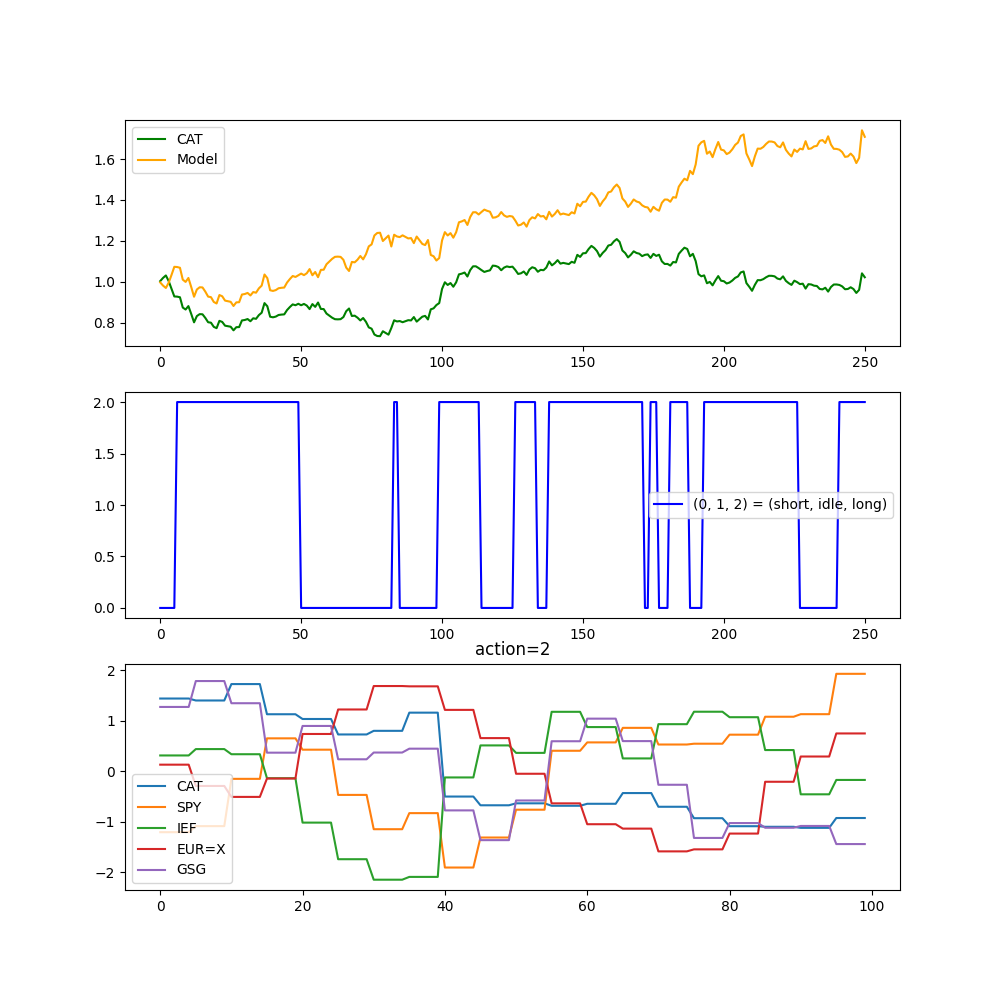 CAT
Model
1.6
1.4
1.2
1.0
0.8
0 50 100 150 200 250
2.0
1.5
1.0
0.5
0.0
(0, 1, 2) = (short, idle, long)
0 50 100 150 200 250
action=2
2
1
0
−1
−2
CAT
SPY
IEF
EUR=X
GSG
0 20 40 60 80 100